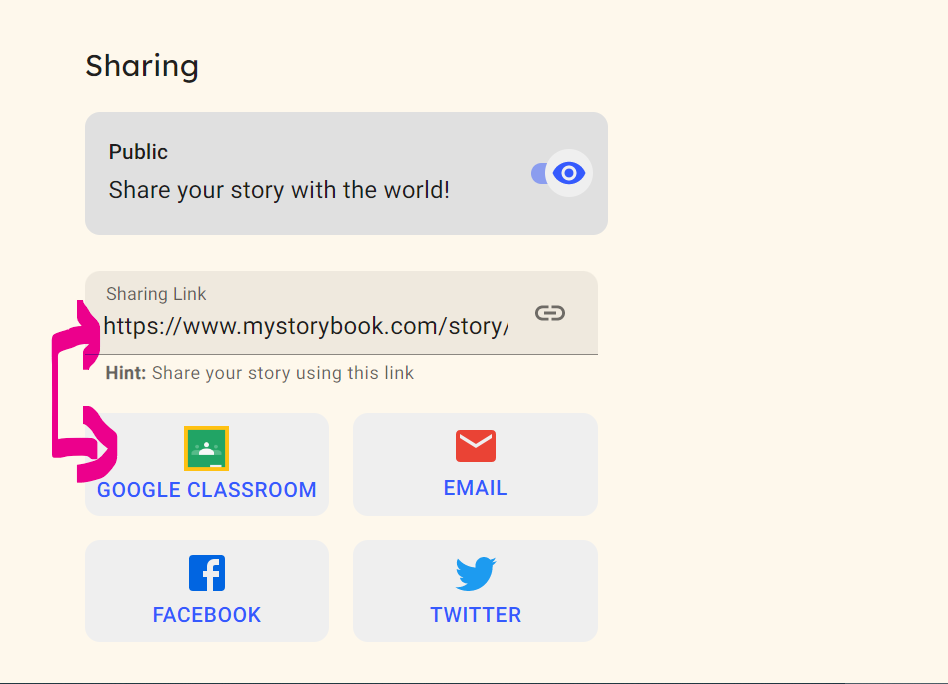 Sharing
Public
Share your story with the world!
Sharing Link
https://www.mystorybook.com/story/
Hint: Share your story using this link
GOOGLE CLASSROOM
EMAIL
FACEBOOK
TWITTER